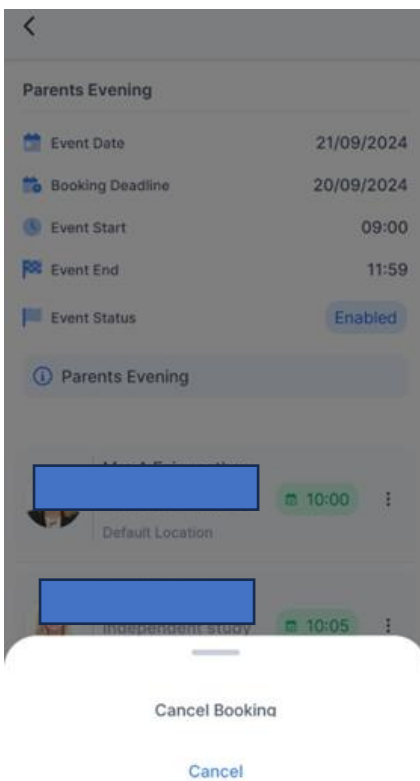 Parents Evening
Event Date 21/09/2024
Booking Deadline 20/09/2024
Event Start 09:00
Event End 11:59
Event Status Enabled
Parents Evening
10:00
Default Location
Independent study 10:05
Cancel Booking
Cancel